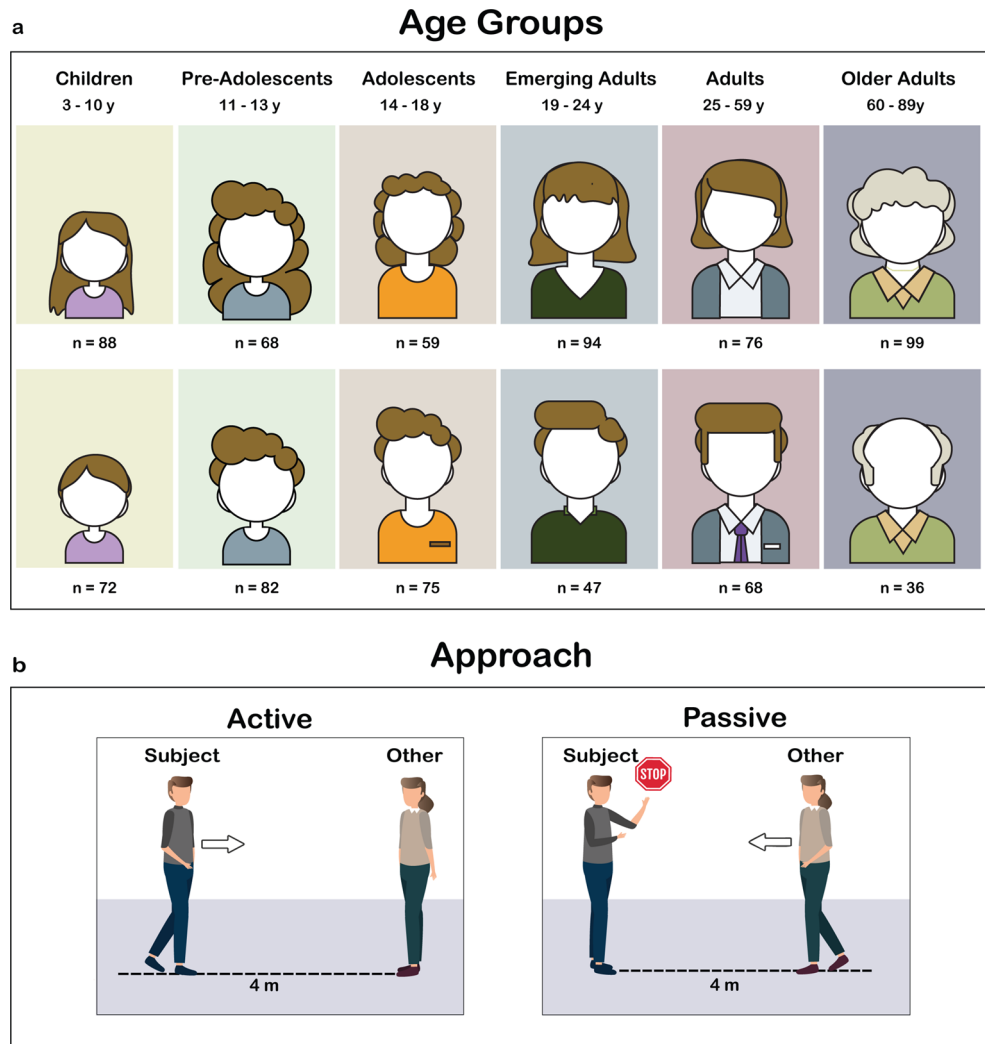 a
Age Groups
Children Pre-Adolescents Adolescents Emerging Adults Adults Older Adults
3 - 10 y 11 - 13 y 14 - 18 y 19 - 24 y 25 - 59 y 60 - 89y
n = 88 n = 68 n = 59 n = 94 n = 76 n = 99
n = 72 n = 82 n = 75 n = 47 n = 68 n = 36
b
Approach
Active Passive
Subject Other Subject Other
STOP
4 m 4 m